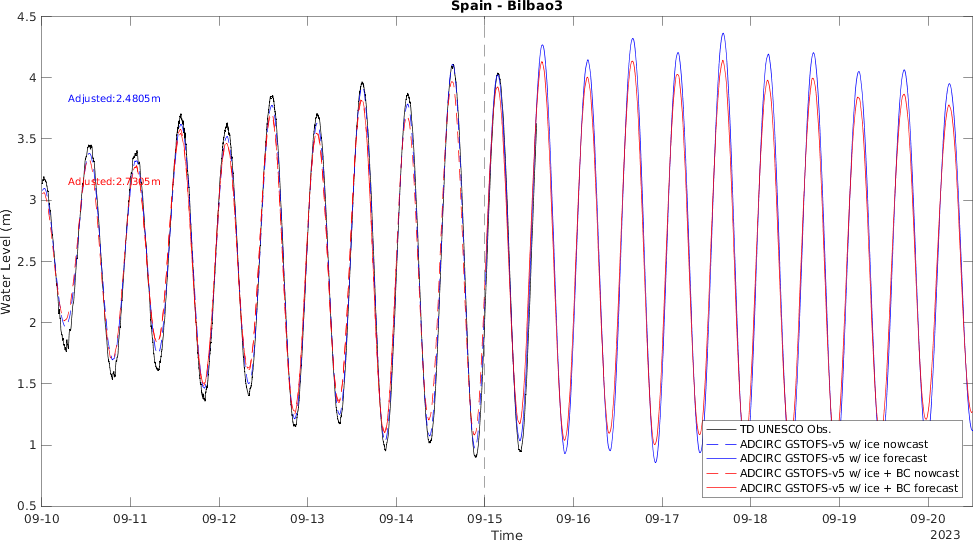 Spain - Bilbao3
4.5
4
3.5
3
2.5
2
1.5
1
0.5
Water Level (m)
Adjusted:2.4805m
Adjusted:2.7305m
TD UNESCO Obs.
ADCIRC GSTOFS-v5 w/ ice nowcast
ADCIRC GSTOFS-v5 w/ ice forecast
ADCIRC GSTOFS-v5 w/ ice + BC nowcast
ADCIRC GSTOFS-v5 w/ ice + BC forecast
09-10 09-11 09-12 09-13 09-14 09-15 09-16 09-17 09-18 09-19 09-20
Time
2023